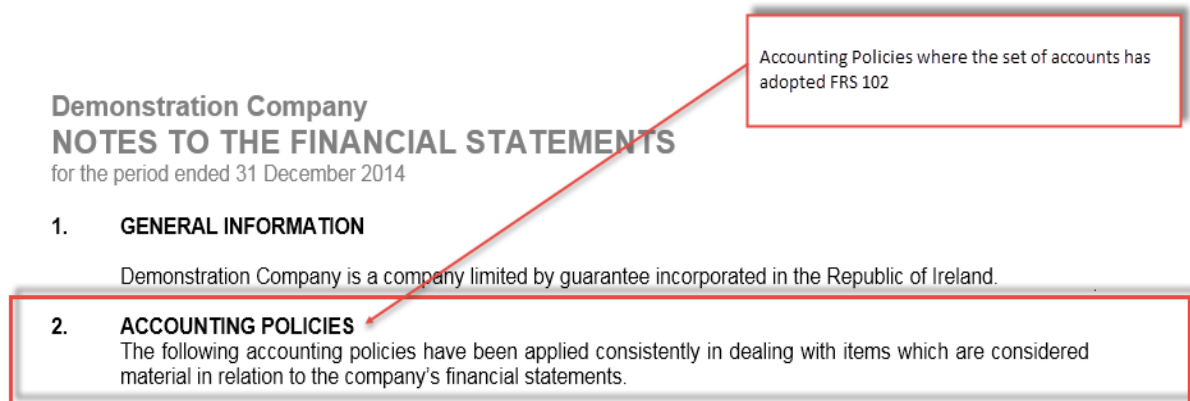 Accounting Policies where the set of accounts has
adopted FRS 102
Demonstration Company
NOTES TO THE FINANCIAL STATEMENTS
for the period ended 31 December 2014
1. GENERAL INFORMATION
Demonstration Company is a company limited by guarantee incorporated in the Republic of Ireland.
2. ACCOUNTING POLICIES
The following accounting policies have been applied consistently in dealing with items which are considered
material in relation to the company's financial statements.